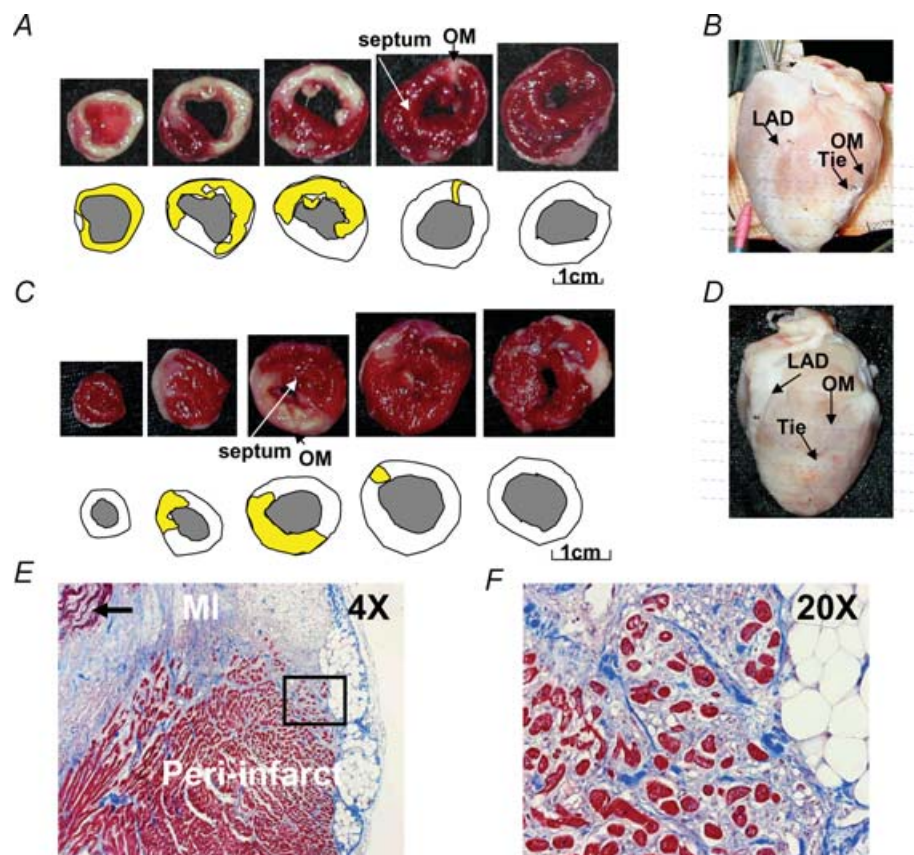 A
septum
OM
B
LAD
OM
Tie
1cm
C
septum
OM
1cm
D
LAD
OM
Tie
E
MI
4X
Peri-infarct
F
20X